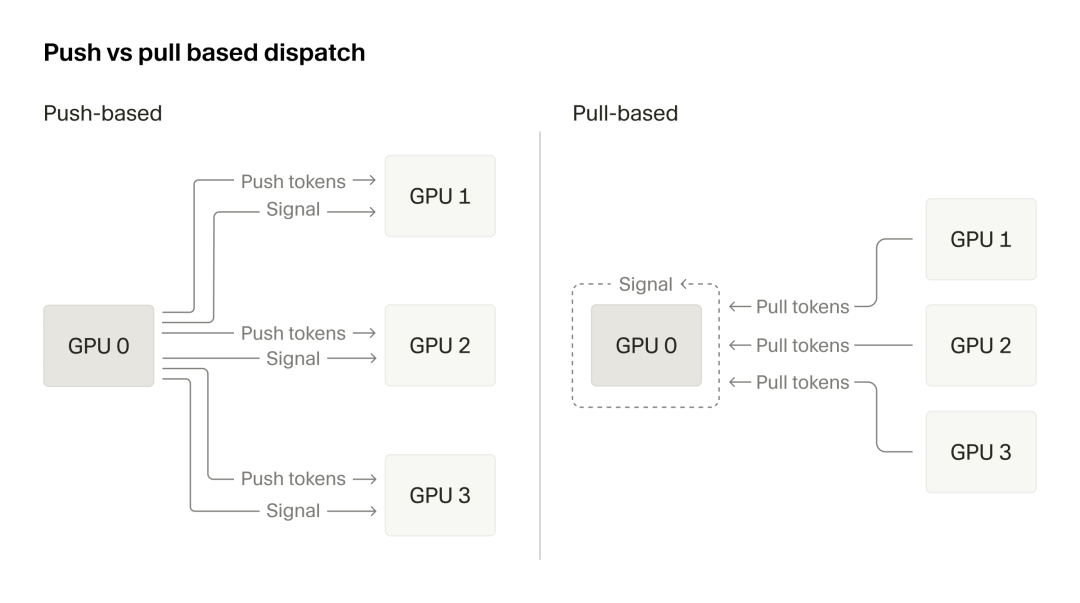 Push vs pull based dispatch
Push-based
Push tokens
Signal
GPU 1
GPU 0
Push tokens
Signal
GPU 2
Push tokens
Signal
GPU 3
Pull-based
Signal
GPU 0
Pull tokens
Pull tokens
Pull tokens
GPU 1
GPU 2
GPU 3